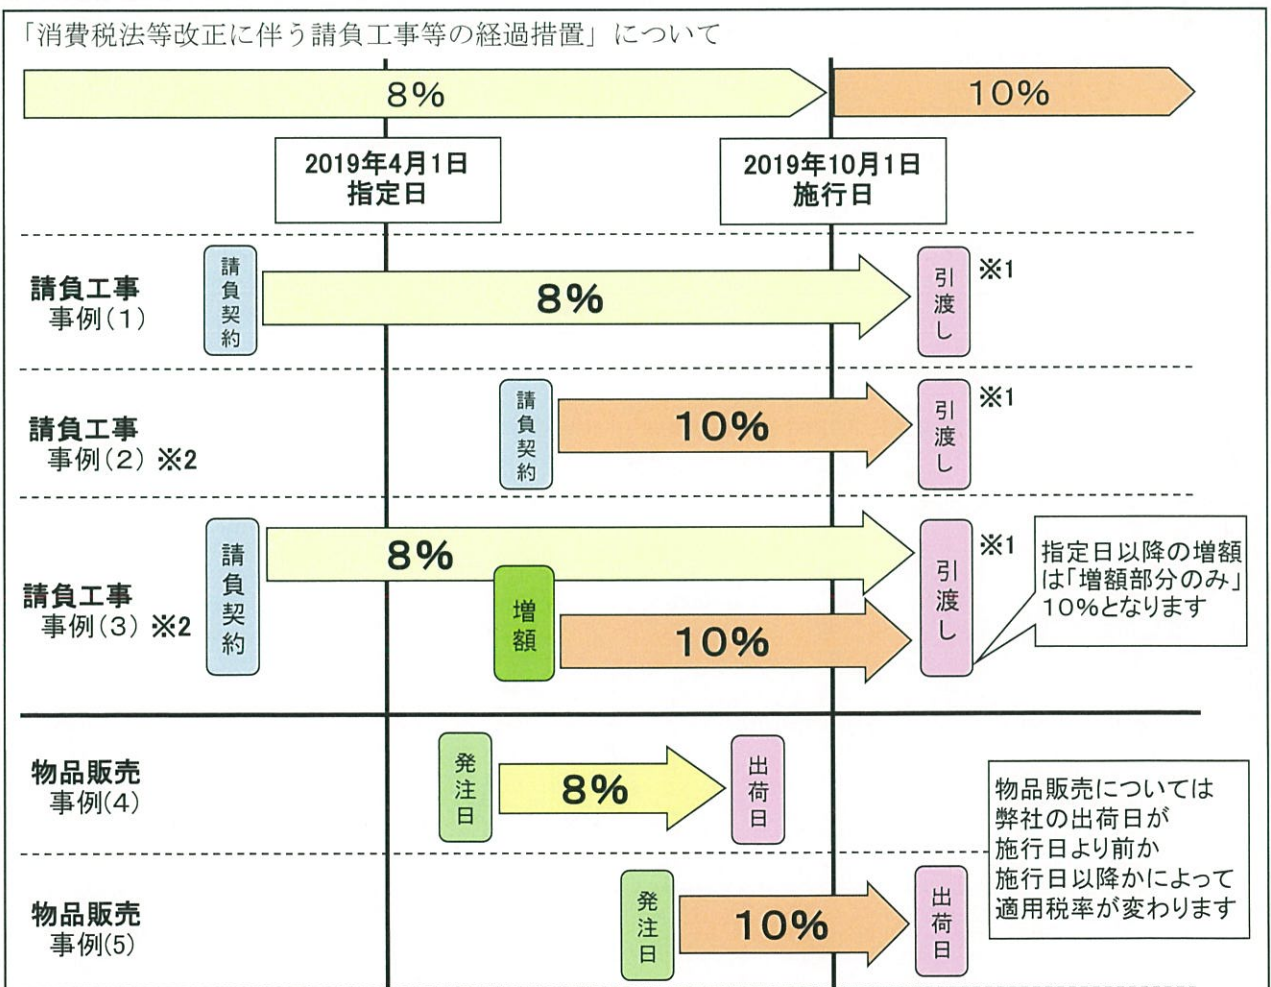 「消費税法等改正に伴う請負工事等の経過措置」について
8%
10%
2019年4月1日
指定日
2019年10月1日
施行日
請負工事
事例(1)
請負契約
8%
引渡し
※1
請負工事
事例(2) ※2
請負契約
10%
引渡し
※1
請負工事
事例(3) ※2
請負契約
8%
増額
10%
引渡し
※1
指定日以降の増額
は「増額部分のみ」
10%となります
物品販売
事例(4)
発注日
8%
出荷日
物品販売については
弊社の出荷日が
施行日より前か
施行日以降かによって
適用税率が変わります
物品販売
事例(5)
発注日
10%
出荷日